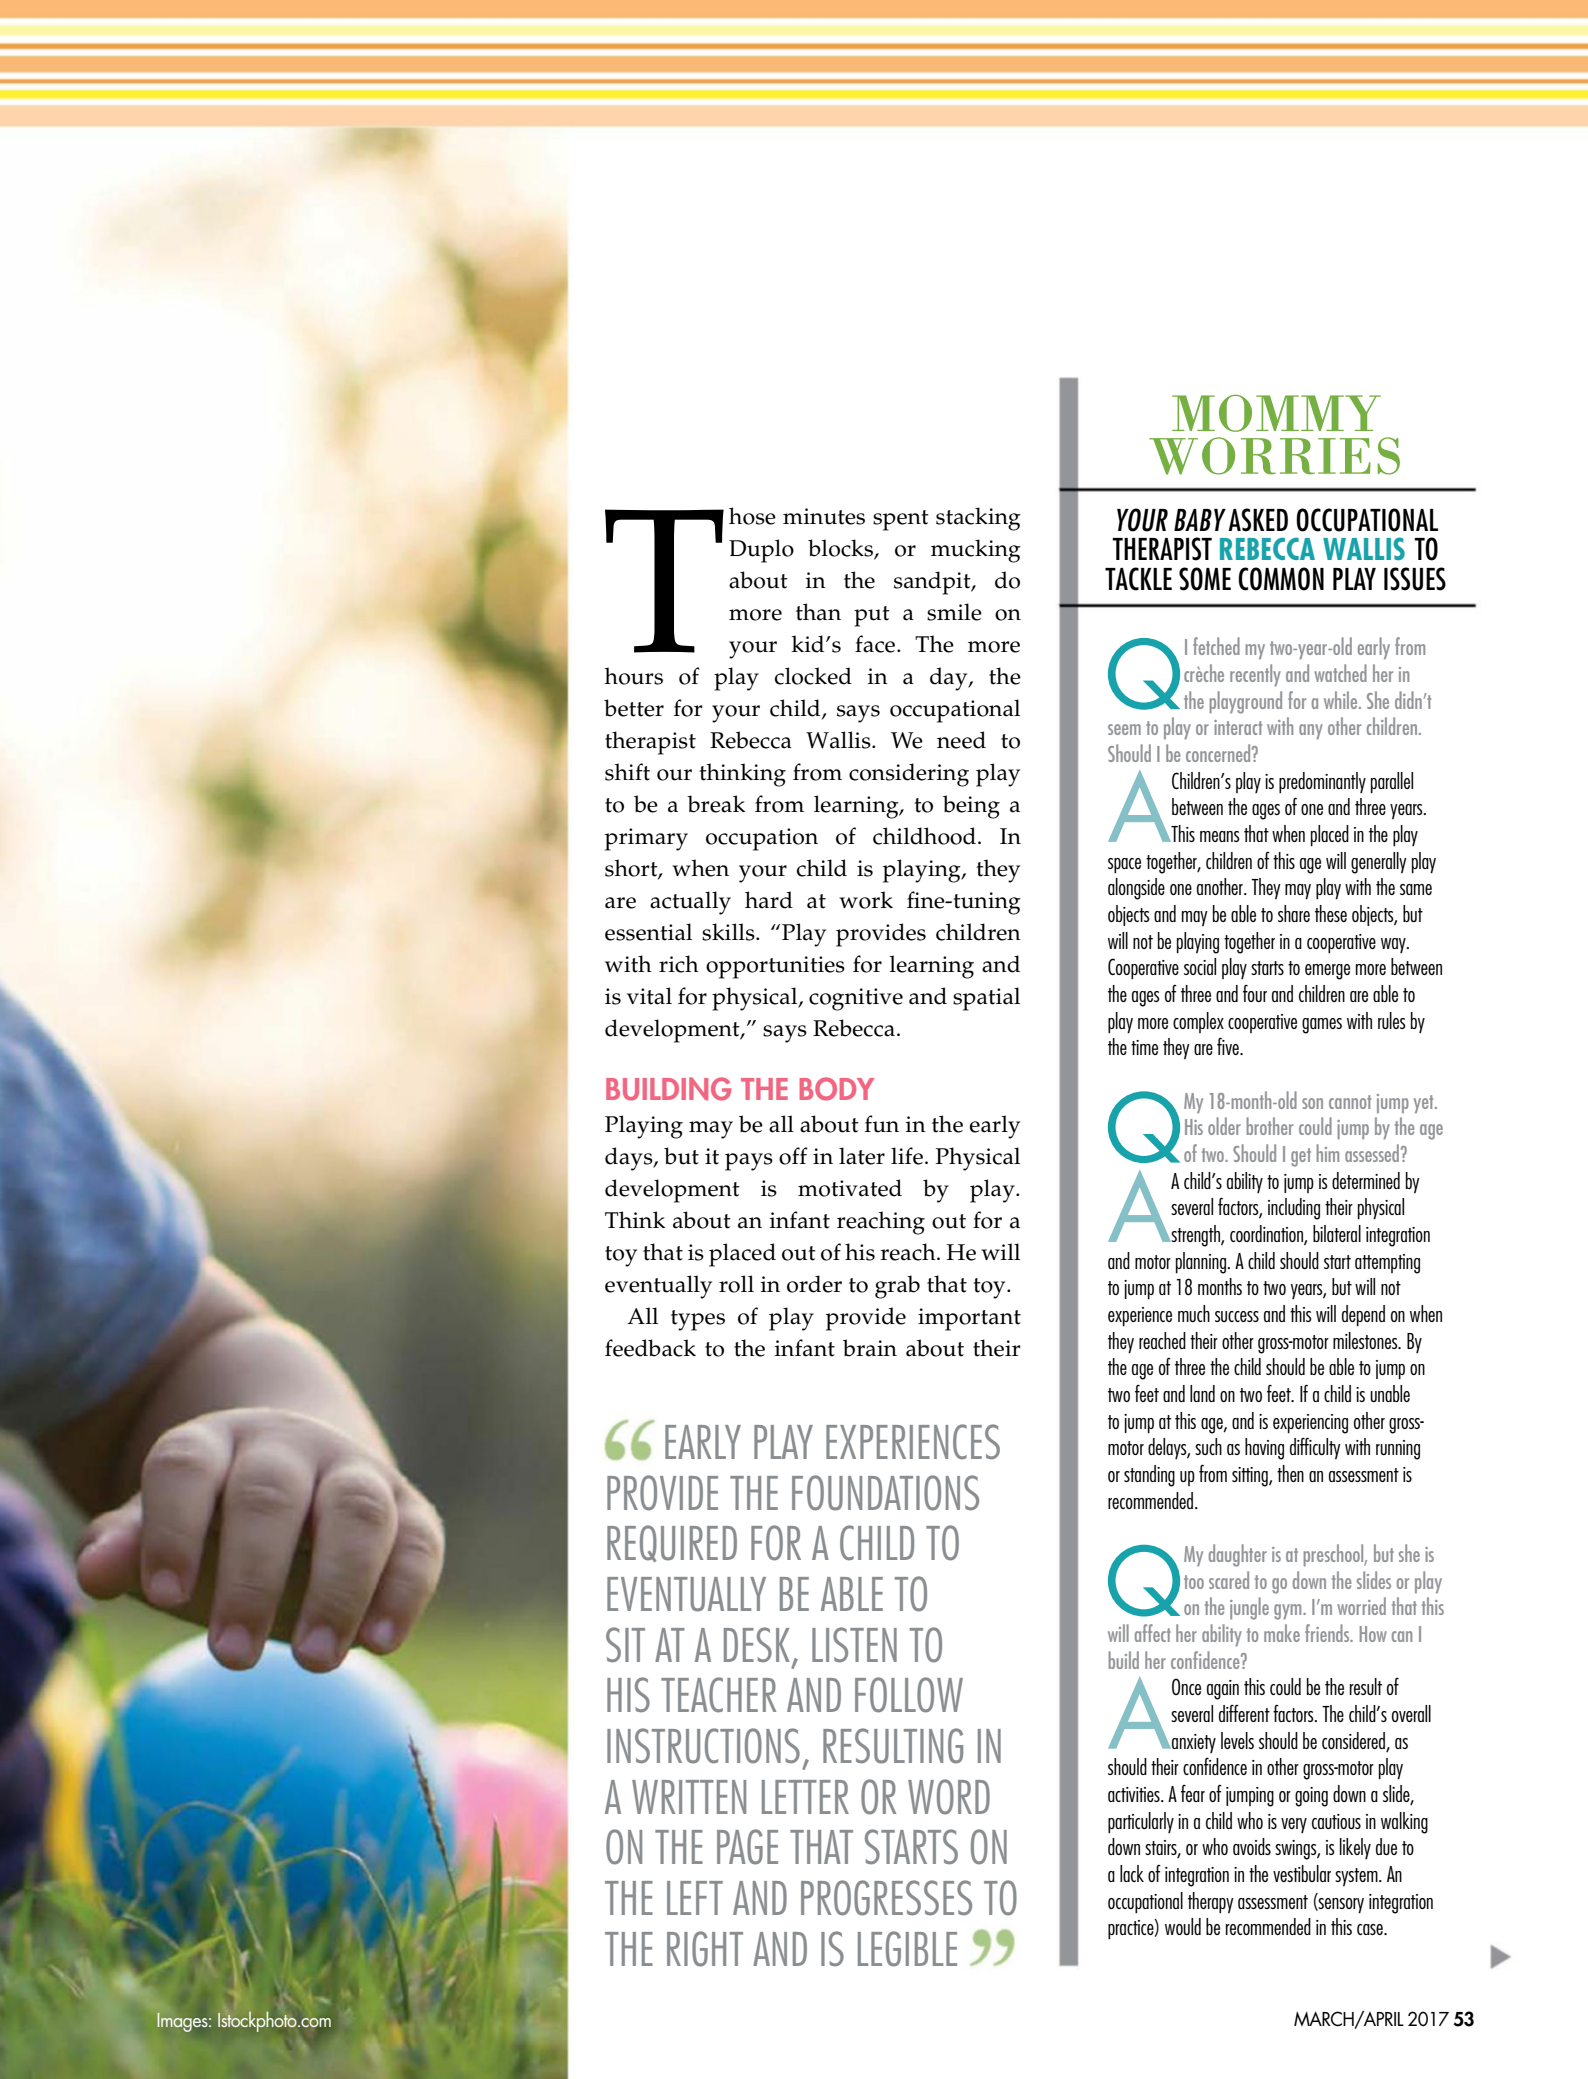 Those minutes spent stacking
Duplo blocks, or mucking
about in the sandpit, do
more than put a smile on
your kid's face. The more
hours of play clocked in a day, the
better for your child, says occupational
therapist Rebecca Wallis. We need to
shift our thinking from considering play
to be a break from learning, to being a
primary occupation of childhood. In
short, when your child is playing, they
are actually hard at work fine-tuning
essential skills. “Play provides children
with rich opportunities for learning and
is vital for physical, cognitive and spatial
development,” says Rebecca.
BUILDING THE BODY
Playing may be all about fun in the early
days, but it pays off in later life. Physical
development is motivated by play.
Think about an infant reaching out for a
toy that is placed out of his reach. He will
eventually roll in order to grab that toy.
All types of play provide important
feedback to the infant brain about their
“ EARLY PLAY EXPERIENCES
PROVIDE THE FOUNDATIONS
REQUIRED FOR A CHILD TO
EVENTUALLY BE ABLE TO
SIT AT A DESK, LISTEN TO
HIS TEACHER AND FOLLOW
INSTRUCTIONS, RESULTING IN
A WRITTEN LETTER OR WORD
ON THE PAGE THAT STARTS ON
THE LEFT AND PROGRESSES TO
THE RIGHT AND IS LEGIBLE ”
MOMMY
WORRIES
YOUR BABY ASKED OCCUPATIONAL
THERAPIST REBECCA WALLIS TO
TACKLE SOME COMMON PLAY ISSUES
Q I fetched my two-year-old early from
crèche recently and watched her in
the playground for a while. She didn't
seem to play or interact with any other children.
Should I be concerned?
A Children's play is predominantly parallel
between the ages of one and three years.
This means that when placed in the play
space together, children of this age will generally play
alongside one another. They may play with the same
objects and may be able to share these objects, but
will not be playing together in a cooperative way.
Cooperative social play starts to emerge more between
the ages of three and four and children are able to
play more complex cooperative games with rules by
the time they are five.
Q My 18-month-old son cannot jump yet.
His older brother could jump by the age
of two. Should I get him assessed?
A A child's ability to jump is determined by
several factors, including their physical
strength, coordination, bilateral integration
and motor planning. A child should start attempting
to jump at 18 months to two years, but will not
experience much success and this will depend on when
they reached their other gross-motor milestones. By
the age of three the child should be able to jump on
two feet and land on two feet. If a child is unable
to jump at this age, and is experiencing other gross-
motor delays, such as having difficulty with running
or standing up from sitting, then an assessment is
recommended.
Q My daughter is at preschool, but she is
too scared to go down the slides or play
on the jungle gym. I'm worried that this
will affect her ability to make friends. How can I
build her confidence?
A Once again this could be the result of
several different factors. The child's overall
anxiety levels should be considered, as
should their confidence in other gross-motor play
activities. A fear of jumping or going down a slide,
particularly in a child who is very cautious in walking
down stairs, or who avoids swings, is likely due to
a lack of integration in the vestibular system. An
occupational therapy assessment (sensory integration
practice) would be recommended in this case.
Images: Istockphoto.com
MARCH/APRIL 2017 53